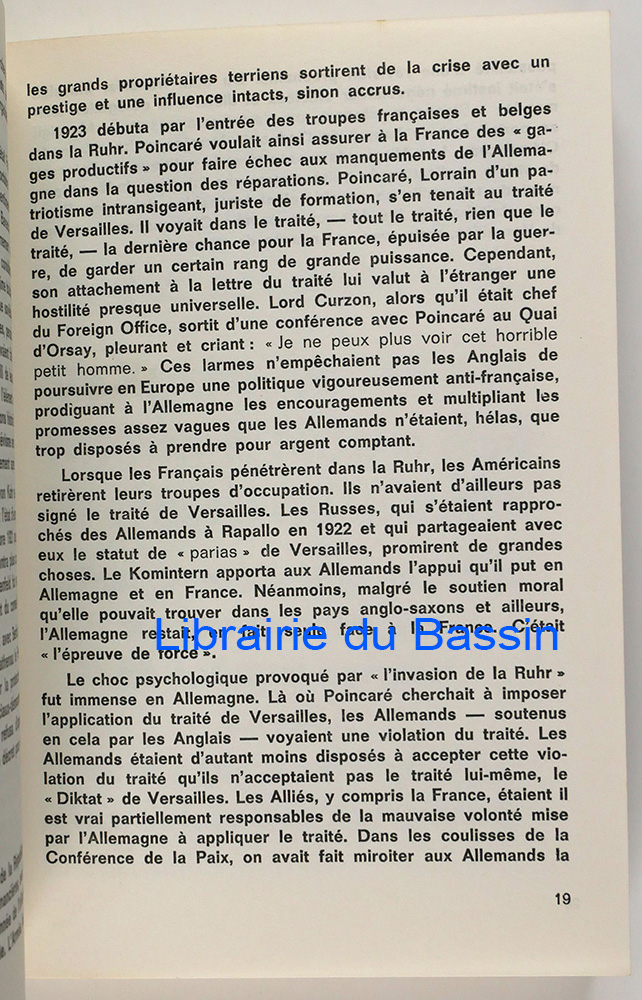 les grands propriétaires terriens sortirent de la crise avec un
prestige et une influence intacts, sinon accrus.
1923 débuta par l'entrée des troupes françaises et belges
dans la Ruhr. Poincaré voulait ainsi assurer à la France des « ga-
ges productifs » pour faire échec aux manquements de l'Allema-
gne dans la question des réparations. Poincaré, Lorrain d'un pa-
triotisme intransigeant, juriste de formation, s'en tenait au traité
de Versailles. Il voyait dans le traité, — tout le traité, rien que le
traité, — la dernière chance pour la France, épuisée par la guer-
re, de garder un certain rang de grande puissance. Cependant,
son attachement à la lettre du traité lui valut à l'étranger une
hostilité presque universelle. Lord Curzon, alors qu'il était chef
du Foreign Office, sortit d'une conférence avec Poincaré au Quai
d'Orsay, pleurant et criant : « Je ne peux plus voir cet horrible
petit homme. » Ces larmes n'empêchaient pas les Anglais de
poursuivre en Europe une politique vigoureusement anti-française,
prodiguant à l'Allemagne les encouragements et multipliant les
promesses assez vagues que les Allemands n'étaient, hélas, que
trop disposés à prendre pour argent comptant.
Lorsque les Français pénétrèrent dans la Ruhr, les Américains
retirèrent leurs troupes d'occupation. Ils n'avaient d'ailleurs pas
signé le traité de Versailles. Les Russes, qui s'étaient rappro-
chés des Allemands à Rapallo en 1922 et qui partageaient avec
eux le statut de « parias » de Versailles, promirent de grandes
choses. Le Komintern apporta aux Allemands l'appui qu'il put en
Allemagne et en France. Néanmoins, malgré le soutien moral
qu'elle pouvait trouver dans les pays anglo-saxons et ailleurs,
l'Allemagne restait, en fait seule face à la France. C'était
Librairie du Bassin
« l'épreuve de force ».
Le choc psychologique provoqué par « l'invasion de la Ruhr »
fut immense en Allemagne. Là où Poincaré cherchait à imposer
l'application du traité de Versailles, les Allemands — soutenus
en cela par les Anglais — voyaient une violation du traité. Les
Allemands étaient d'autant moins disposés à accepter cette vio-
lation du traité qu'ils n'acceptaient pas le traité lui-même, le
« Diktat » de Versailles. Les Alliés, y compris la France, étaient il
est vrai partiellement responsables de la mauvaise volonté mise
par l'Allemagne à appliquer le traité. Dans les coulisses de la
Conférence de la Paix, on avait fait miroiter aux Allemands la
19